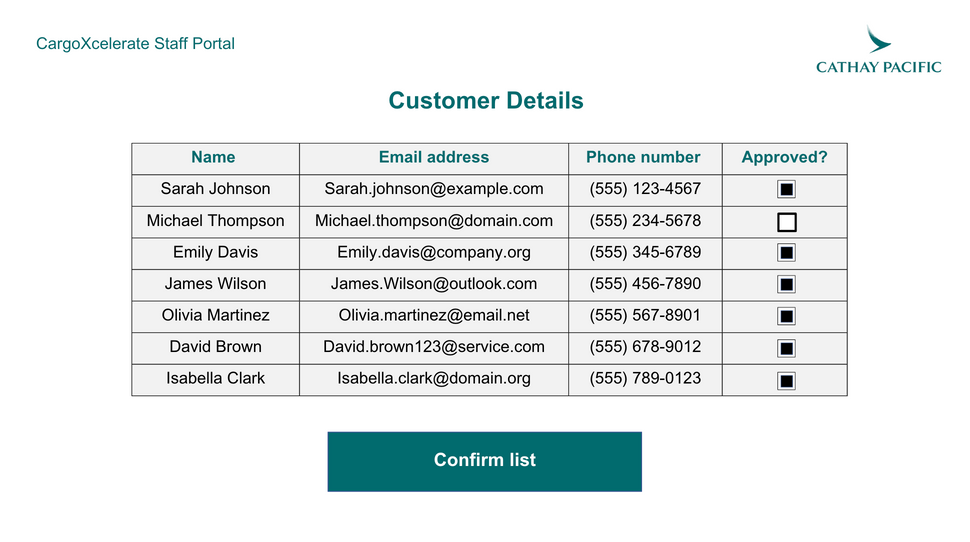 CargoXcelerate Staff Portal
CATHAY PACIFIC
Customer Details
Name Email address Phone number Approved?
Sarah Johnson Sarah.johnson@example.com (555) 123-4567
Michael Thompson Michael.thompson@domain.com (555) 234-5678
Emily Davis Emily.davis@company.org (555) 345-6789
James Wilson James.Wilson@outlook.com (555) 456-7890
Olivia Martinez Olivia.martinez@email.net (555) 567-8901
David Brown David.brown123@service.com (555) 678-9012
Isabella Clark Isabella.clark@domain.org (555) 789-0123
Confirm list